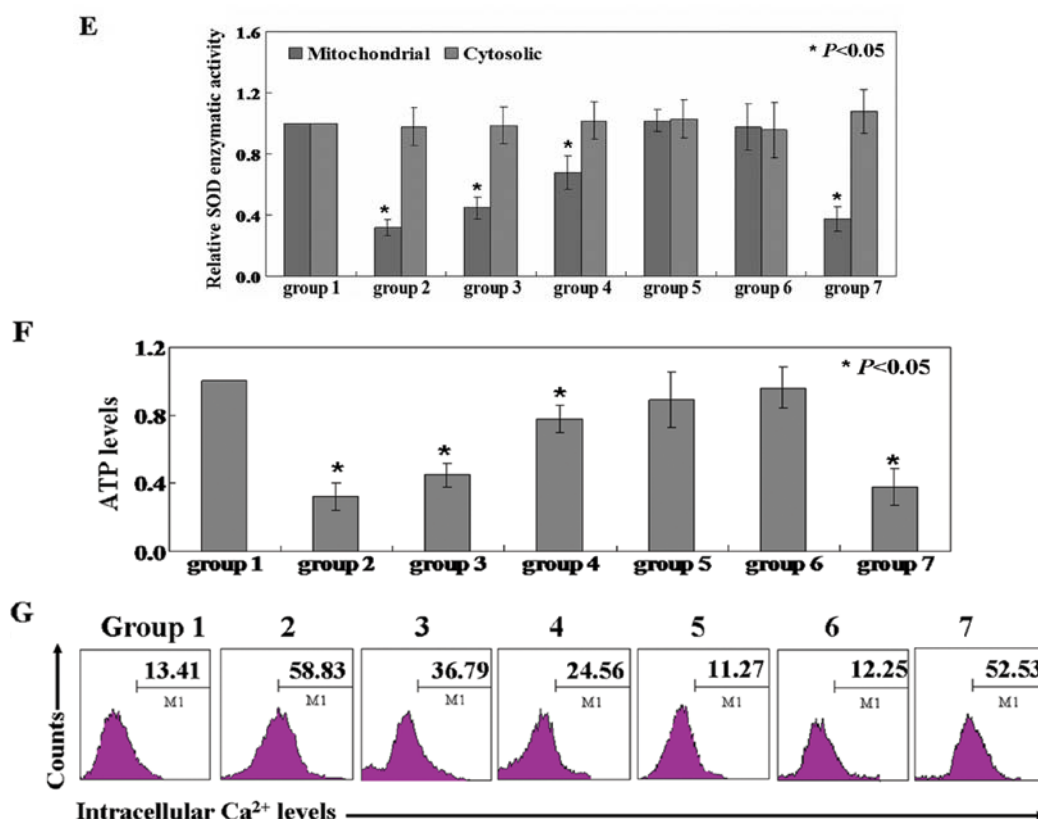 E
Relative SOD enzymatic activity
1.6
1.2
0.8
0.4
0.0
Mitochondrial Cytosolic
* P<0.05
*
*
*
*
group 1 group 2 group 3 group 4 group 5 group 6 group 7
F
ATP levels
1.2
0.8
0.4
0.0
* P<0.05
*
*
*
*
group 1 group 2 group 3 group 4 group 5 group 6 group 7
G
Group 1 2 3 4 5 6 7
13.41 58.83 36.79 24.56 11.27 12.25 52.53
M1 M1 M1 M1 M1 M1 M1
Counts
Intracellular Ca²⁺ levels